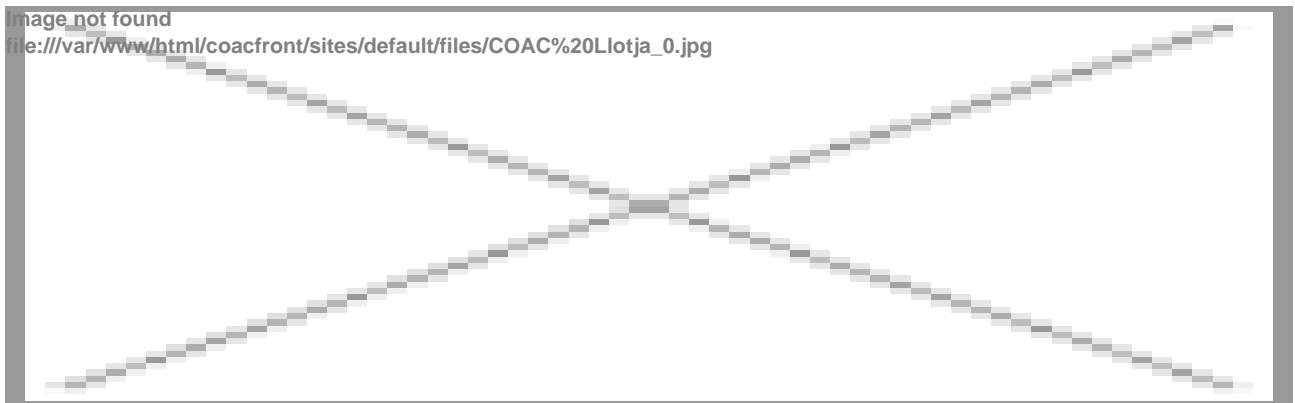 Image not found
file:///var/www/html/coacfront/sites/default/files/COAC%20Llotja_0.jpg